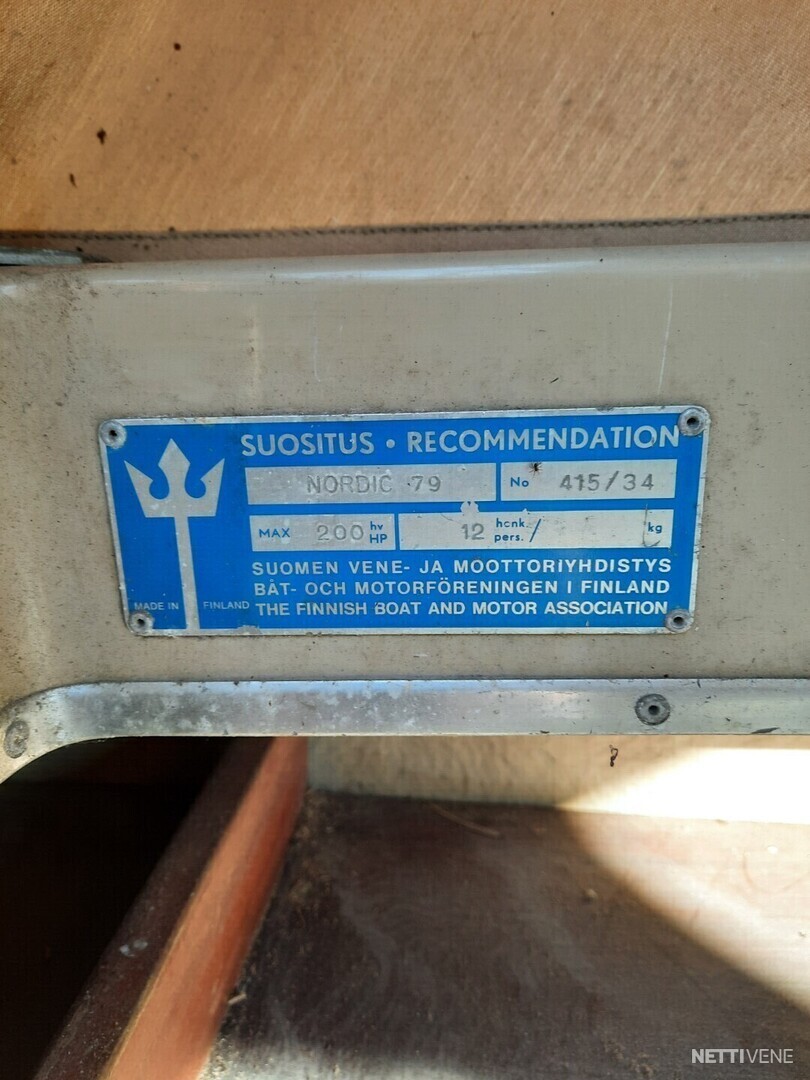 SUOSITUS • RECOMMENDATION
NORDIC 79 No 415/34
MAX 200 hv HP 12 henk. pers. / kg
SUOMEN VENE- JA MOOTTORIYHDISTYS
BÅT- OCH MOTORFÖRENINGEN I FINLAND
MADE IN FINLAND THE FINNISH BOAT AND MOTOR ASSOCIATION
NETTIVENE